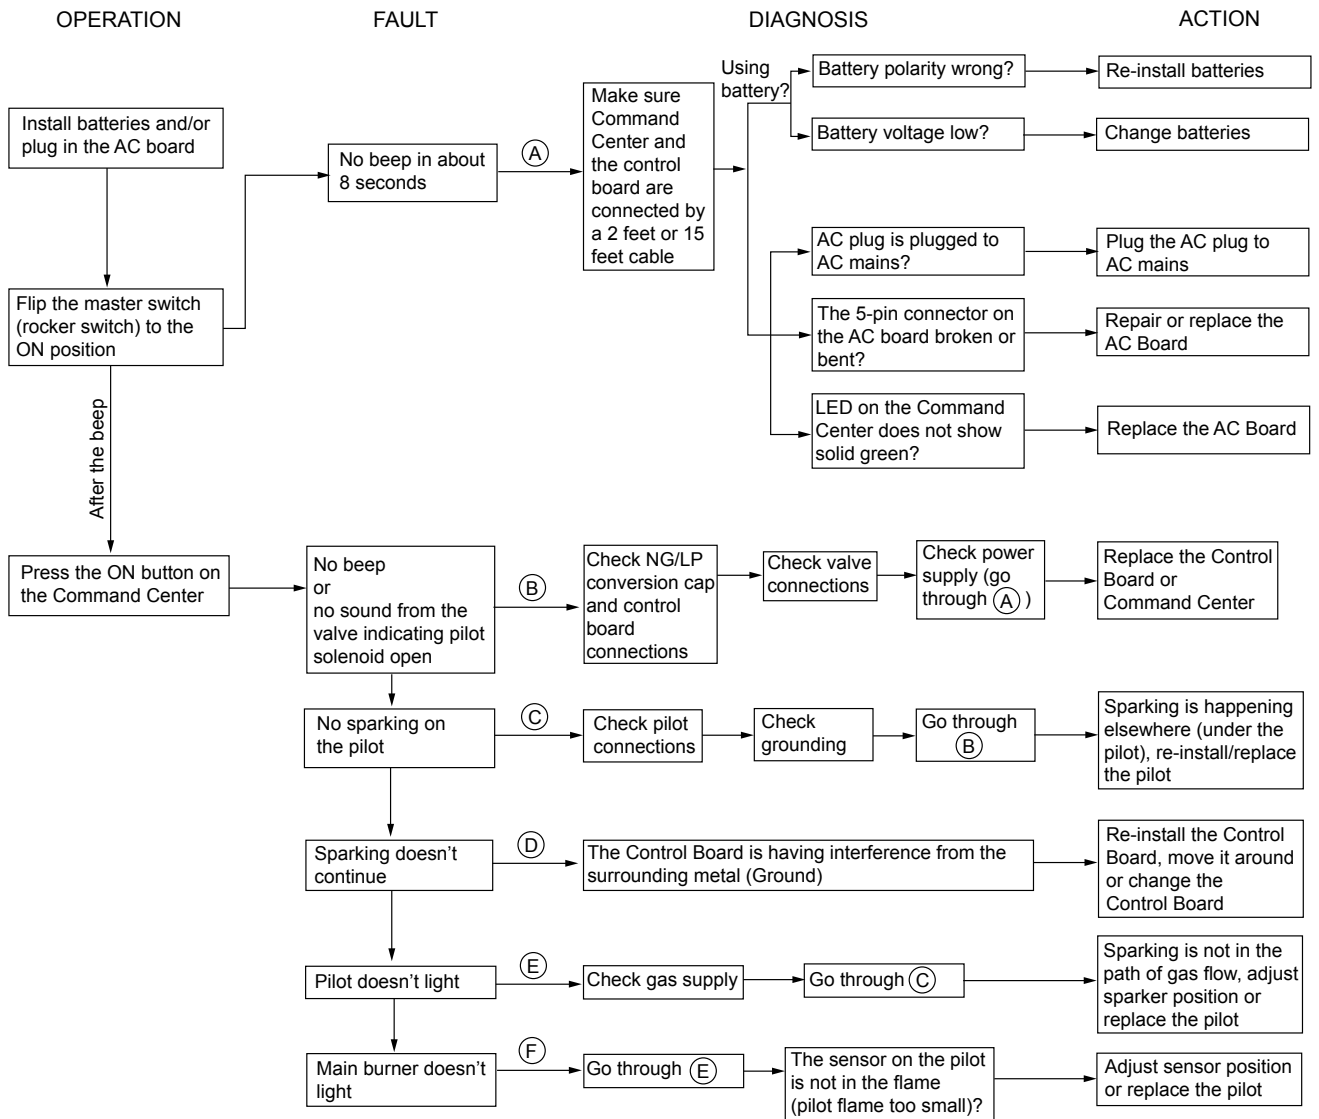 OPERATION
FAULT
DIAGNOSIS
ACTION
Install batteries and/or
plug in the AC board
Flip the master switch
(rocker switch) to the
ON position
After the beep
Press the ON button on
the Command Center
No beep in about
8 seconds
A
Make sure
Command
Center and
the control
board are
connected by
a 2 feet or 15
feet cable
Using
battery?
Battery polarity wrong?
Re-install batteries
Battery voltage low?
Change batteries
AC plug is plugged to
AC mains?
Plug the AC plug to
AC mains
The 5-pin connector on
the AC board broken or
bent?
Repair or replace the
AC Board
LED on the Command
Center does not show
solid green?
Replace the AC Board
No beep
or
no sound from the
valve indicating pilot
solenoid open
B
Check NG/LP
conversion cap
and control
board
connections
Check valve
connections
Check power
supply (go
through A )
Replace the Control
Board or
Command Center
No sparking on
the pilot
C
Check pilot
connections
Check
grounding
Go through
B
Sparking is happening
elsewhere (under the
pilot), re-install/replace
the pilot
Sparking doesn't
continue
D
The Control Board is having interference from the
surrounding metal (Ground)
Re-install the Control
Board, move it around
or change the
Control Board
Pilot doesn't light
E
Check gas supply
Go through C
Sparking is not in the
path of gas flow, adjust
sparker position or
replace the pilot
Main burner doesn't
light
F
Go through E
The sensor on the pilot
is not in the flame
(pilot flame too small)?
Adjust sensor position
or replace the pilot